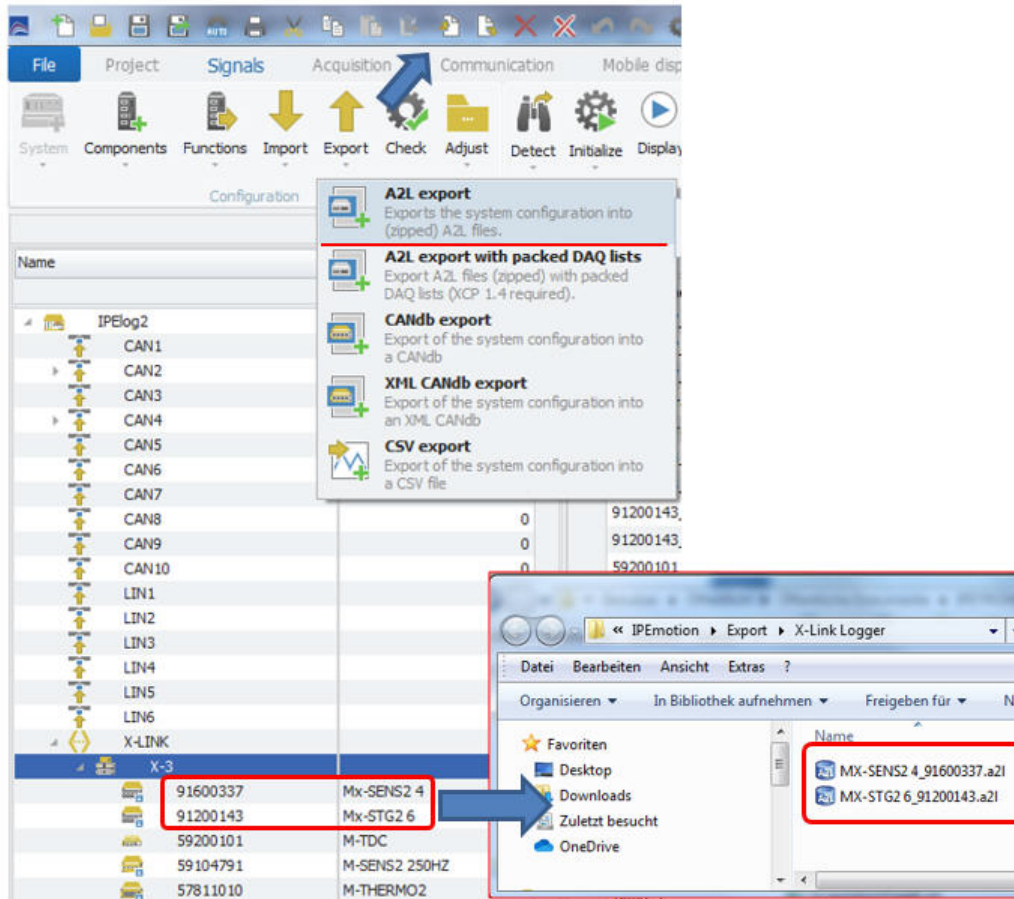 AUTO
File Project Signals Acquisition Communication Mobile disp
System Components Functions Import Export Check Adjust Detect Initialize Display
Configuration
A2L export
Exports the system configuration into
(zipped) A2L files.
A2L export with packed DAQ lists
Export A2L files (zipped) with packed
DAQ lists (XCP 1.4 required).
CANdb export
Export of the system configuration into
a CANdb
XML CANdb export
Export of the system configuration into
an XML CANdb
CSV export
Export of the system configuration into
a CSV file
Name
IPElog2
CAN1
CAN2
CAN3
CAN4
CAN5
CAN6
CAN7
CAN8 0 91200143_
CAN9 0 91200143_
CAN10 0 59200101
LIN1
LIN2
LIN3
LIN4
LIN5
LIN6
X-LINK
X-3
91600337 Mx-SENS2 4
91200143 Mx-STG2 6
59200101 M-TDC
59104791 M-SENS2 250HZ
57811010 M-THERMO2
« IPEmotion Export X-Link Logger
Datei Bearbeiten Ansicht Extras ?
Organisieren In Bibliothek aufnehmen Freigeben für N
Favoriten
Desktop
Downloads
Zuletzt besucht
OneDrive
Name
MX-SENS2 4_91600337.a2l
MX-STG2 6_91200143.a2l